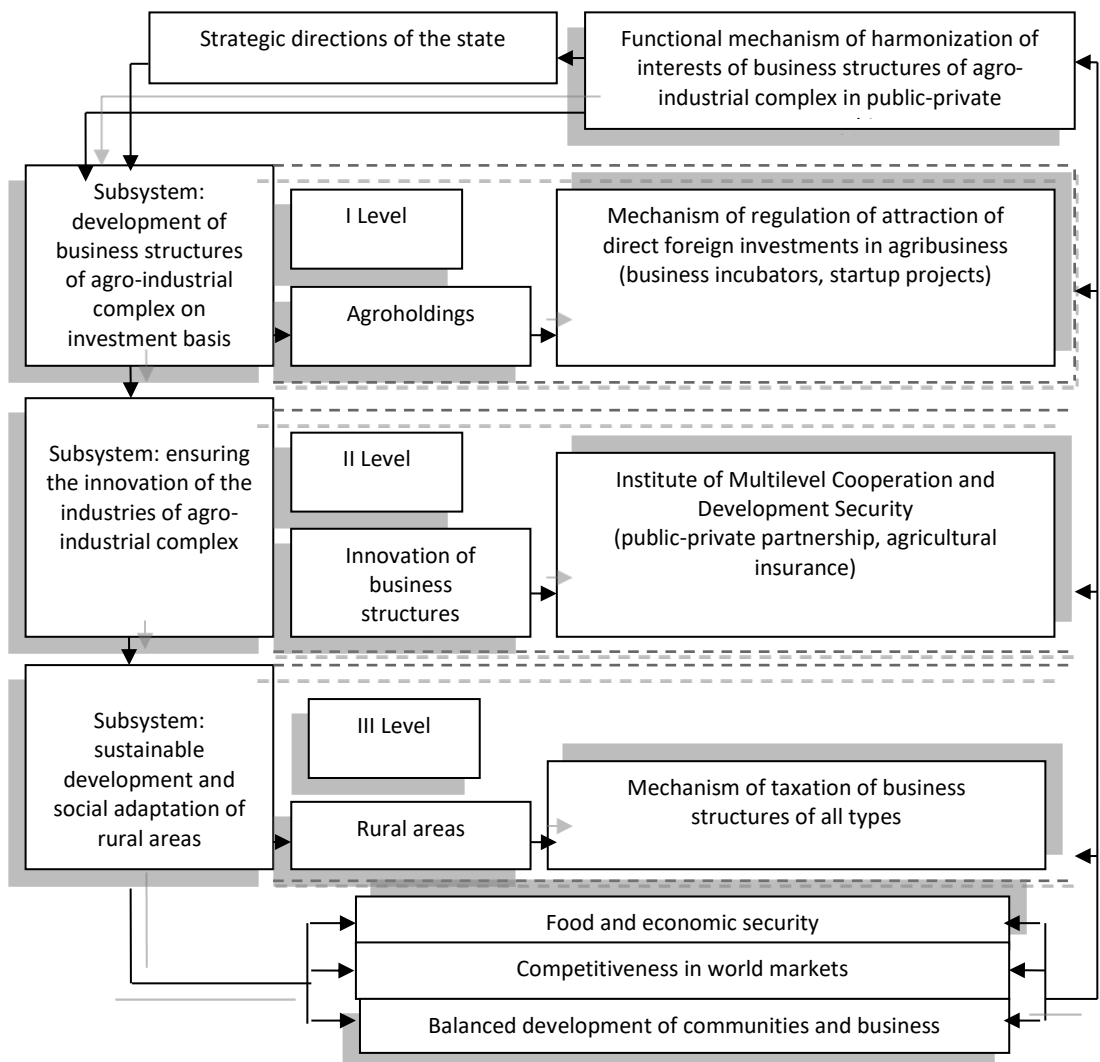 Strategic directions of the state
Functional mechanism of harmonization of
interests of business structures of agro-
industrial complex in public-private
Subsystem:
development of
business structures
of agro-industrial
complex on
investment basis
I Level
Agroholdings
Mechanism of regulation of attraction of
direct foreign investments in agribusiness
(business incubators, startup projects)
Subsystem: ensuring
the innovation of the
industries of agro-
industrial complex
II Level
Innovation of
business
structures
Institute of Multilevel Cooperation and
Development Security
(public-private partnership, agricultural
insurance)
Subsystem:
sustainable
development and
social adaptation of
rural areas
III Level
Rural areas
Mechanism of taxation of business
structures of all types
Food and economic security
Competitiveness in world markets
Balanced development of communities and business